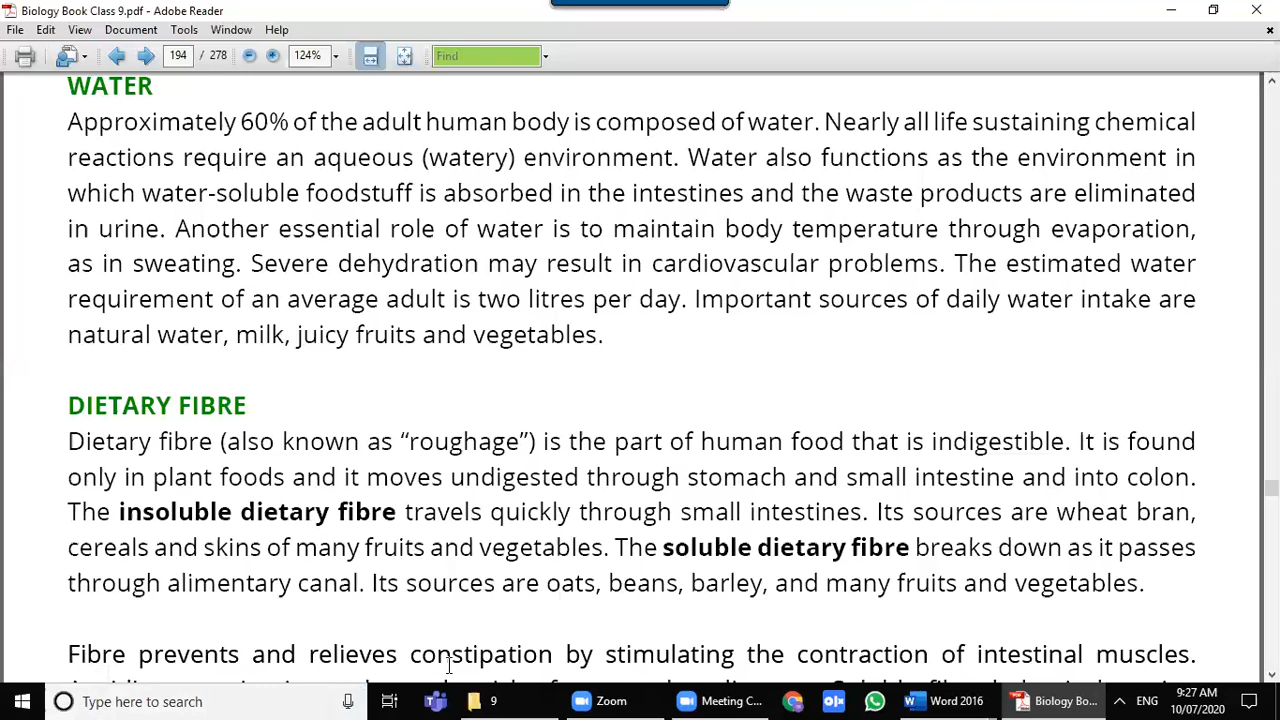 Biology Book Class 9.pdf - Adobe Reader
File Edit View Document Tools Window Help
194 / 278 124% Find
WATER
Approximately 60% of the adult human body is composed of water. Nearly all life sustaining chemical
reactions require an aqueous (watery) environment. Water also functions as the environment in
which water-soluble foodstuff is absorbed in the intestines and the waste products are eliminated
in urine. Another essential role of water is to maintain body temperature through evaporation,
as in sweating. Severe dehydration may result in cardiovascular problems. The estimated water
requirement of an average adult is two litres per day. Important sources of daily water intake are
natural water, milk, juicy fruits and vegetables.
DIETARY FIBRE
Dietary fibre (also known as “roughage”) is the part of human food that is indigestible. It is found
only in plant foods and it moves undigested through stomach and small intestine and into colon.
The insoluble dietary fibre travels quickly through small intestines. Its sources are wheat bran,
cereals and skins of many fruits and vegetables. The soluble dietary fibre breaks down as it passes
through alimentary canal. Its sources are oats, beans, barley, and many fruits and vegetables.
Fibre prevents and relieves constipation by stimulating the contraction of intestinal muscles.
Type here to search 9 Zoom Meeting C... Word 2016 Biology Bo... ENG 9:27 AM
10/07/2020